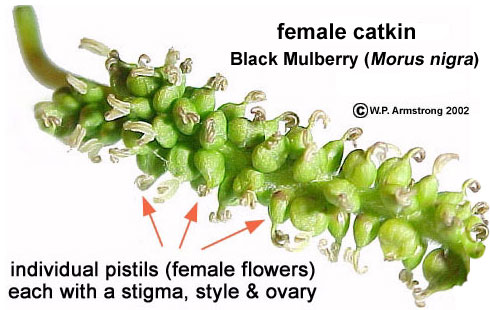 female catkin
Black Mulberry (Morus nigra)
©W.P. Armstrong 2002
individual pistils (female flowers)
each with a stigma, style & ovary